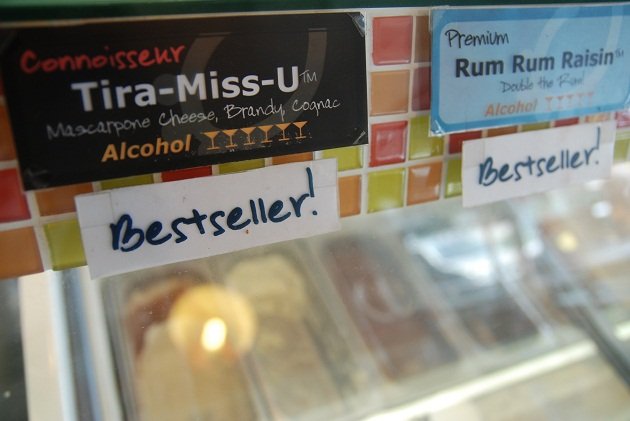 Connoisseur
Tira-Miss-U™
Mascarpone Cheese, Brandy, Cognac
Alcohol
Bestseller!
Premium
Rum Rum Raisin™
Double the Rum!
Alcohol
Bestseller!